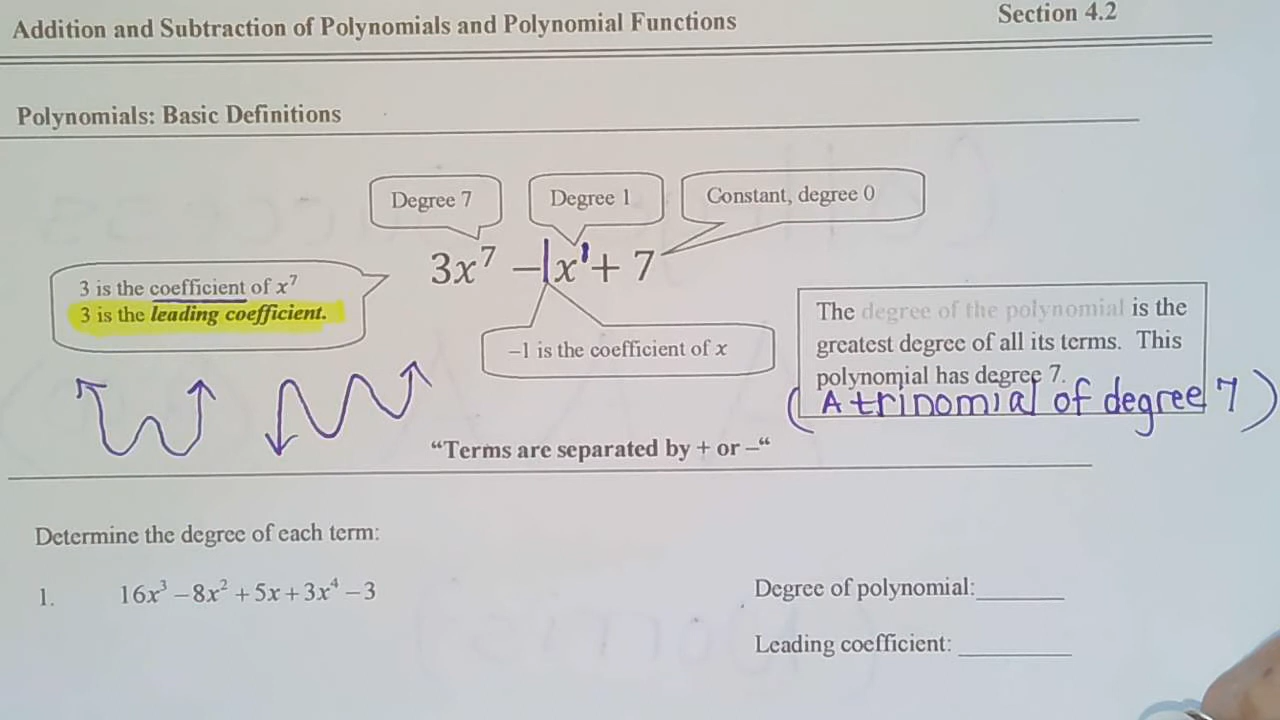 Addition and Subtraction of Polynomials and Polynomial Functions
Section 4.2
Polynomials: Basic Definitions
Degree 7
Degree 1
Constant, degree 0
3x⁷ −1x¹ + 7
3 is the coefficient of x⁷
3 is the leading coefficient.
−1 is the coefficient of x
The degree of the polynomial is the
greatest degree of all its terms. This
polynomial has degree 7.
(A trinomial of degree 7)
“Terms are separated by + or −“
Determine the degree of each term:
1. 16x³ − 8x² + 5x + 3x⁴ − 3
Degree of polynomial:______
Leading coefficient: ________